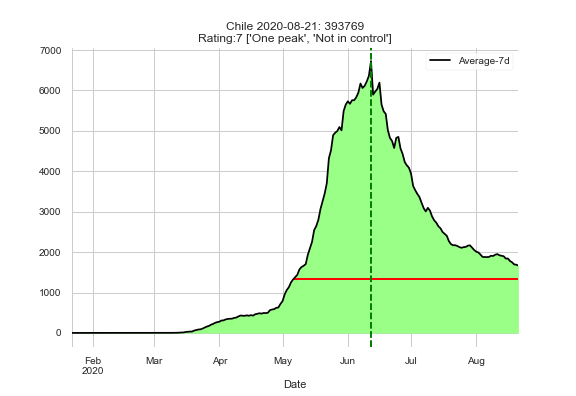 Chile 2020-08-21: 393769
Rating:7 ['One peak', 'Not in control']
Average-7d
7000
6000
5000
4000
3000
2000
1000
0
Feb Mar Apr May Jun Jul Aug
2020
Date